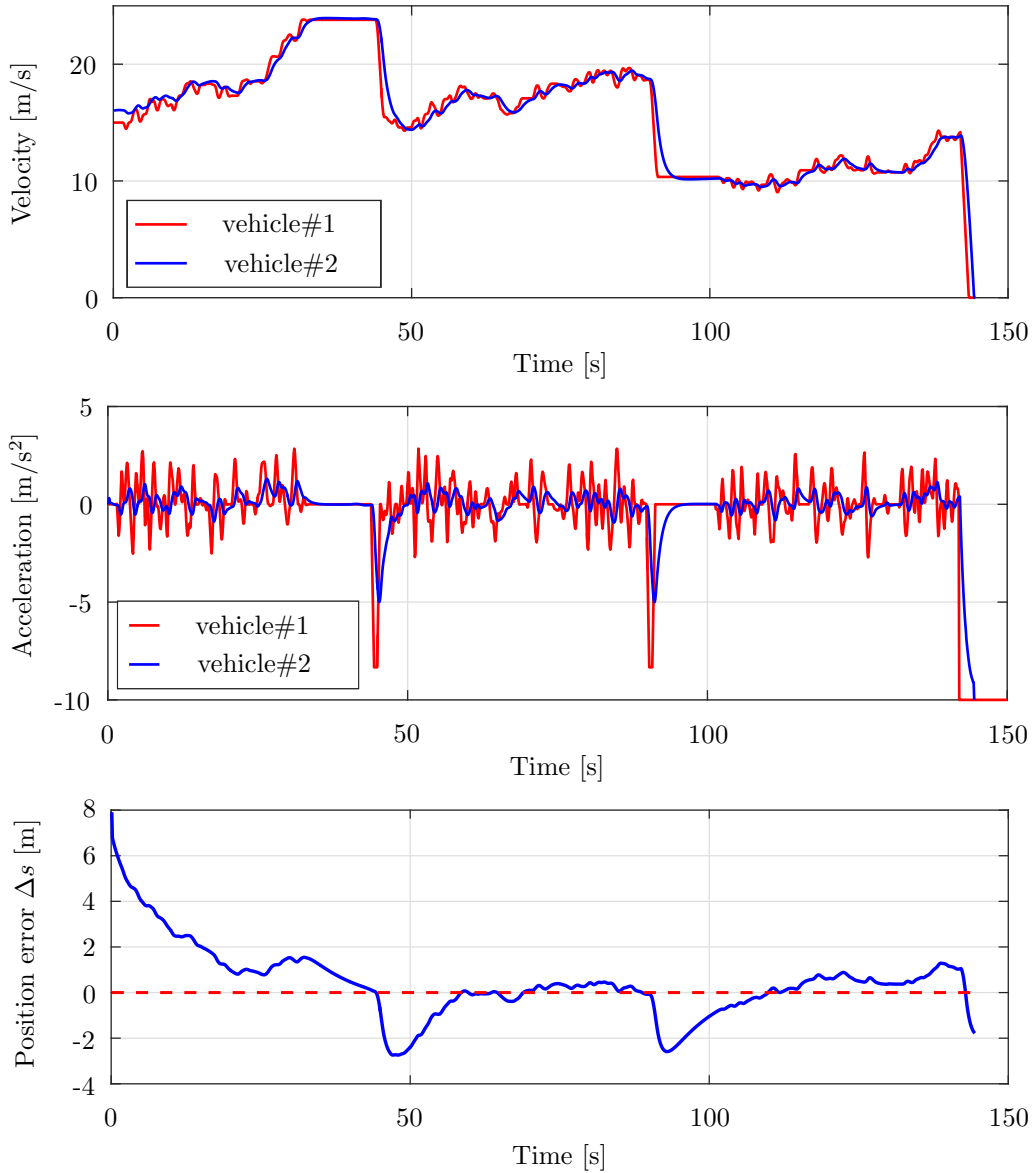 20
10
0
Velocity [m/s]
vehicle#1
vehicle#2
0
50
100
150
Time [s]
5
0
-5
-10
Acceleration [m/s²]
vehicle#1
vehicle#2
0
50
100
150
Time [s]
8
6
4
2
0
-2
-4
Position error Δs [m]
0
50
100
150
Time [s]